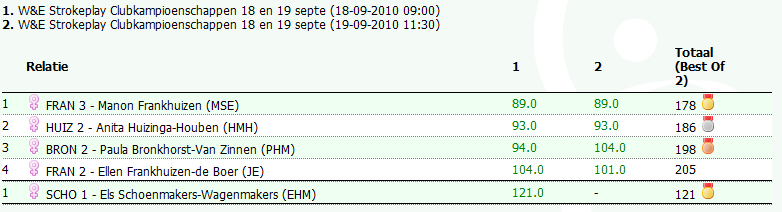 1. W&E Strokeplay Clubkampioenschappen 18 en 19 septe (18-09-2010 09:00)
2. W&E Strokeplay Clubkampioenschappen 18 en 19 septe (19-09-2010 11:30)
Relatie 1 2 Totaal
(Best Of
2)
1 FRAN 3 - Manon Frankhuizen (MSE) 89.0 89.0 178
2 HUIZ 2 - Anita Huizinga-Houben (HMH) 93.0 93.0 186
3 BRON 2 - Paula Bronkhorst-Van Zinnen (PHM) 94.0 104.0 198
4 FRAN 2 - Ellen Frankhuizen-de Boer (JE) 104.0 101.0 205
1 SCHO 1 - Els Schoenmakers-Wagenmakers (EHM) 121.0 - 121